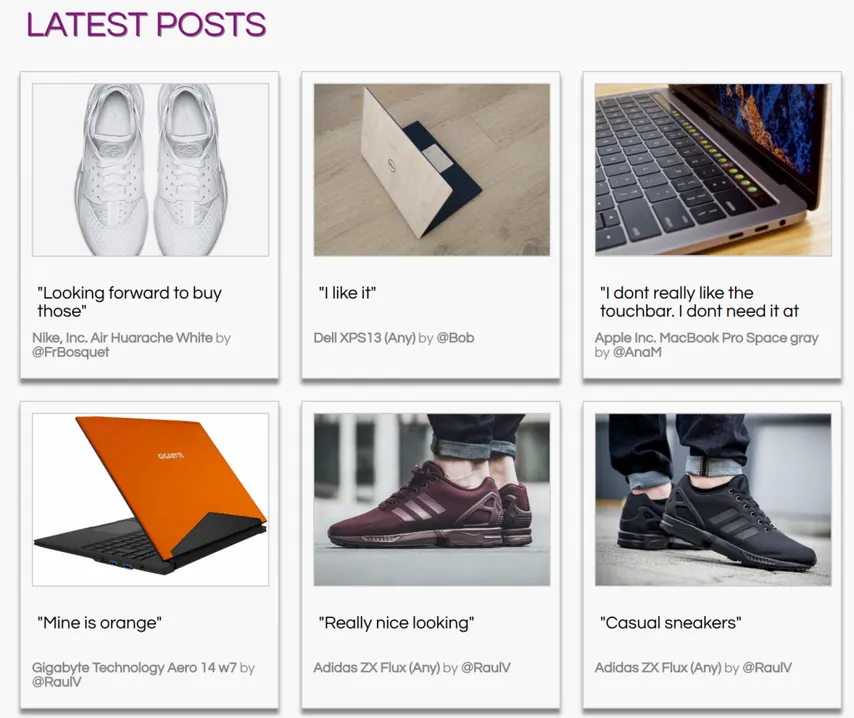 LATEST POSTS
"Looking forward to buy
those"
Nike, Inc. Air Huarache White by
@FrBosquet
"I like it"
Dell XPS13 (Any) by @Bob
"I dont really like the
touchbar. I dont need it at
Apple Inc. MacBook Pro Space gray
by @AnaM
GIGABYTE
"Mine is orange"
Gigabyte Technology Aero 14 w7 by
@RaulV
"Really nice looking"
Adidas ZX Flux (Any) by @RaulV
"Casual sneakers"
Adidas ZX Flux (Any) by @RaulV